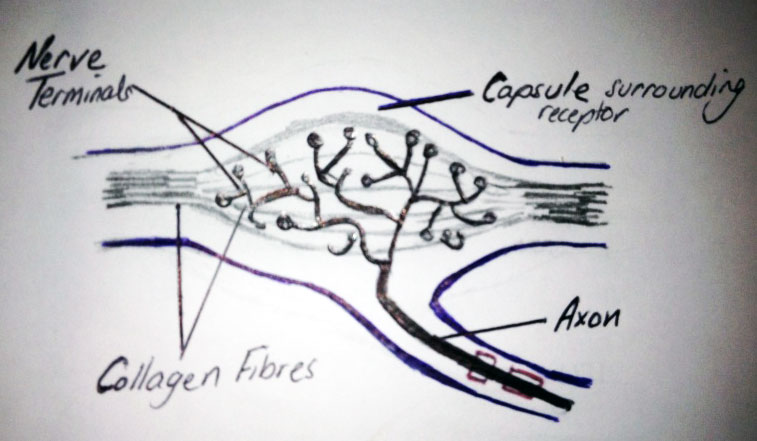 Nerve
Terminals
Capsule surrounding
receptor
Axon
Collagen Fibres